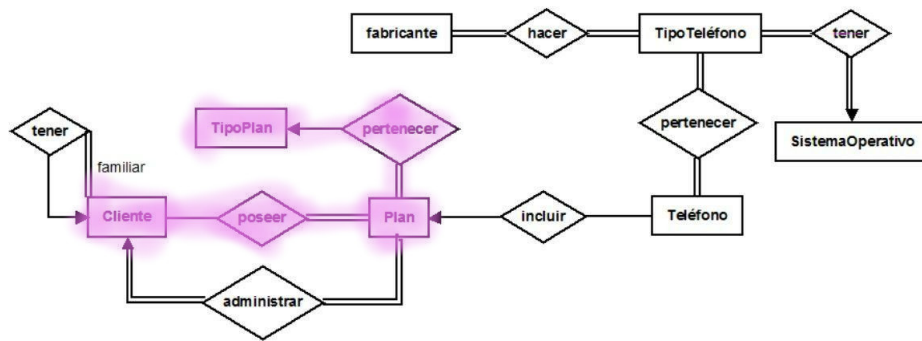 fabricante
hacer
TipoTeléfono
tener
tener
TipoPlan
pertenecer
pertenecer
SistemaOperativo
familiar
Cliente
poseer
Plan
incluir
Teléfono
administrar